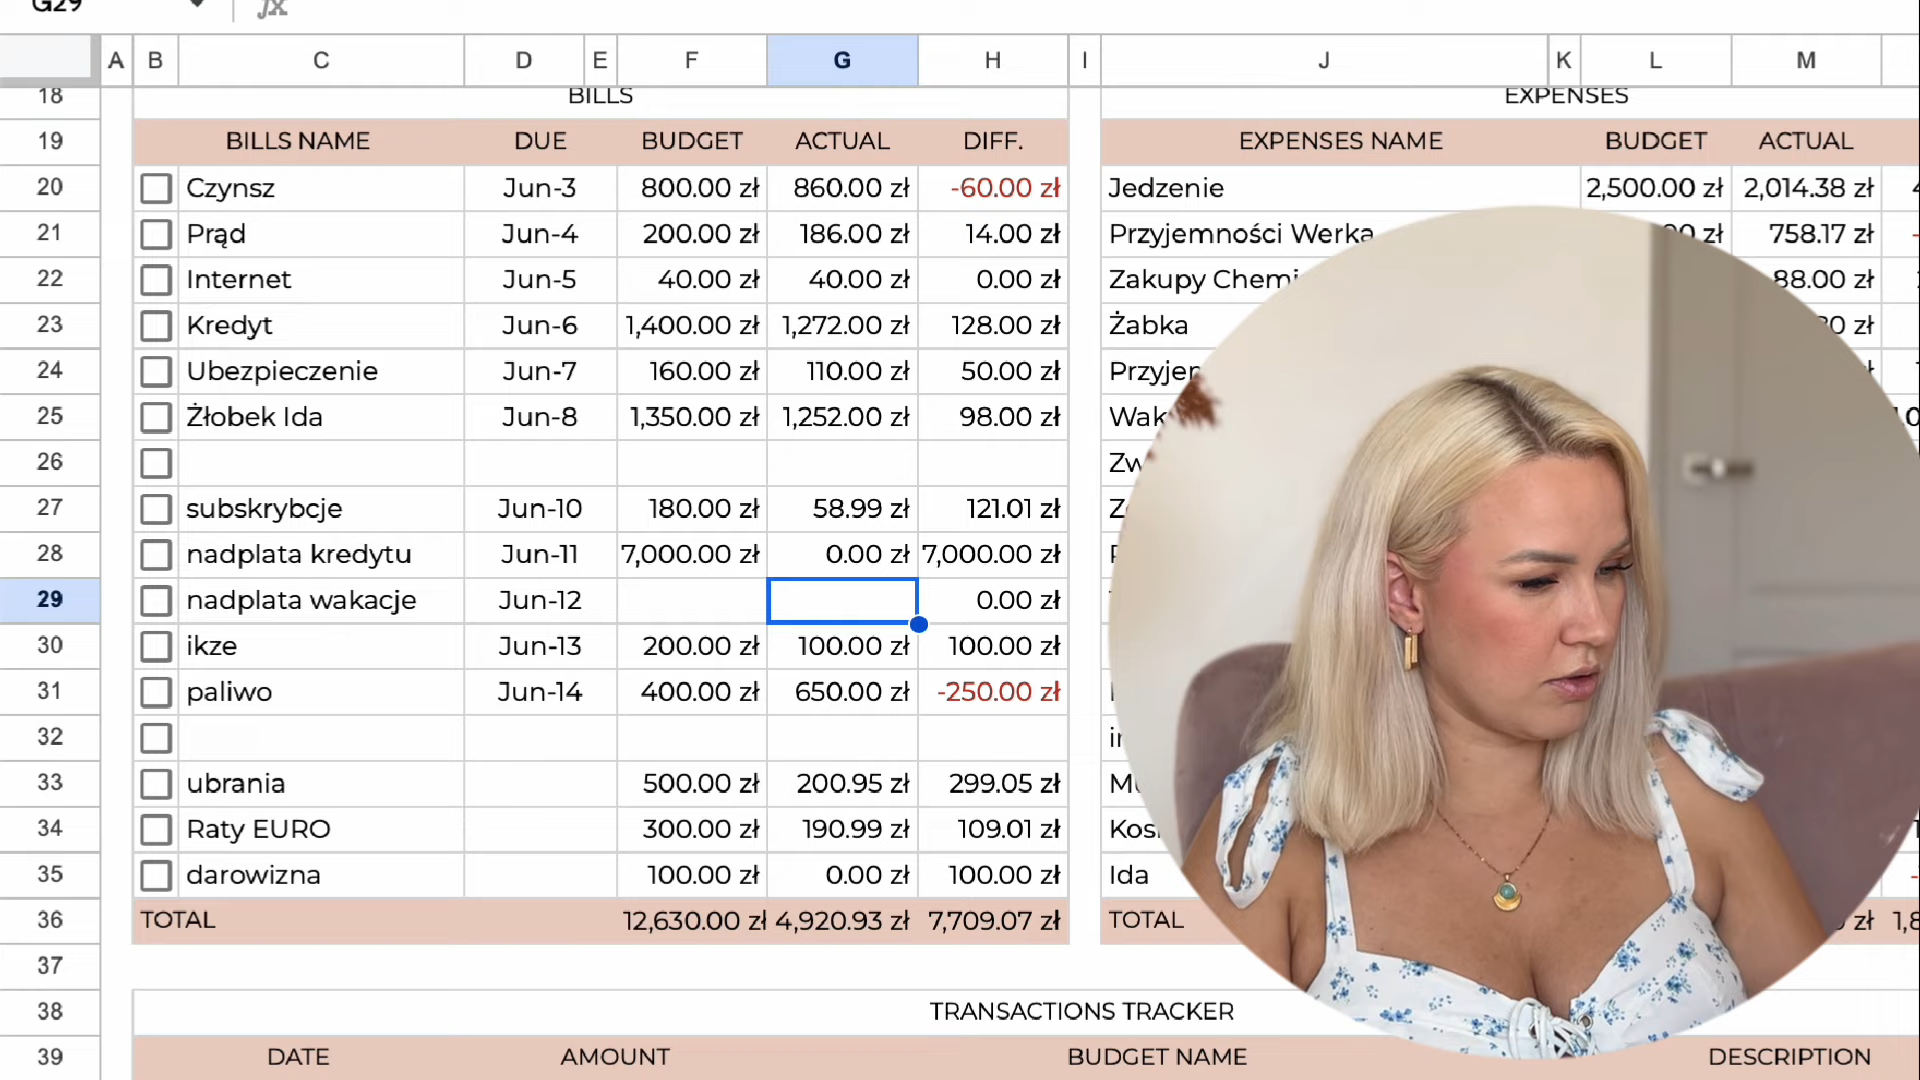 G29 fx
A B C D E F G H I J K L M
18 BILLS EXPENSES
19 BILLS NAME DUE BUDGET ACTUAL DIFF. EXPENSES NAME BUDGET ACTUAL
20 Czynsz Jun-3 800.00 zł 860.00 zł -60.00 zł Jedzenie 2,500.00 zł 2,014.38 zł
21 Prąd Jun-4 200.00 zł 186.00 zł 14.00 zł Przyjemności Werka zł 758.17 zł
22 Internet Jun-5 40.00 zł 40.00 zł 0.00 zł Zakupy 88.00 zł
23 Kredyt Jun-6 1,400.00 zł 1,272.00 zł 128.00 zł Żabka zł
24 Ubezpieczenie Jun-7 160.00 zł 110.00 zł 50.00 zł
25 Żłobek Ida Jun-8 1,350.00 zł 1,252.00 zł 98.00 zł
26
27 subskrybcje Jun-10 180.00 zł 58.99 zł 121.01 zł
28 nadplata kredytu Jun-11 7,000.00 zł 0.00 zł 7,000.00 zł
29 nadplata wakacje Jun-12 0.00 zł
30 ikze Jun-13 200.00 zł 100.00 zł 100.00 zł
31 paliwo Jun-14 400.00 zł 650.00 zł -250.00 zł
32
33 ubrania 500.00 zł 200.95 zł 299.05 zł
34 Raty EURO 300.00 zł 190.99 zł 109.01 zł
35 darowizna 100.00 zł 0.00 zł 100.00 zł Ida
36 TOTAL 12,630.00 zł 4,920.93 zł 7,709.07 zł TOTAL zł
37
38 TRANSACTIONS TRACKER
39 DATE AMOUNT BUDGET NAME DESCRIPTION